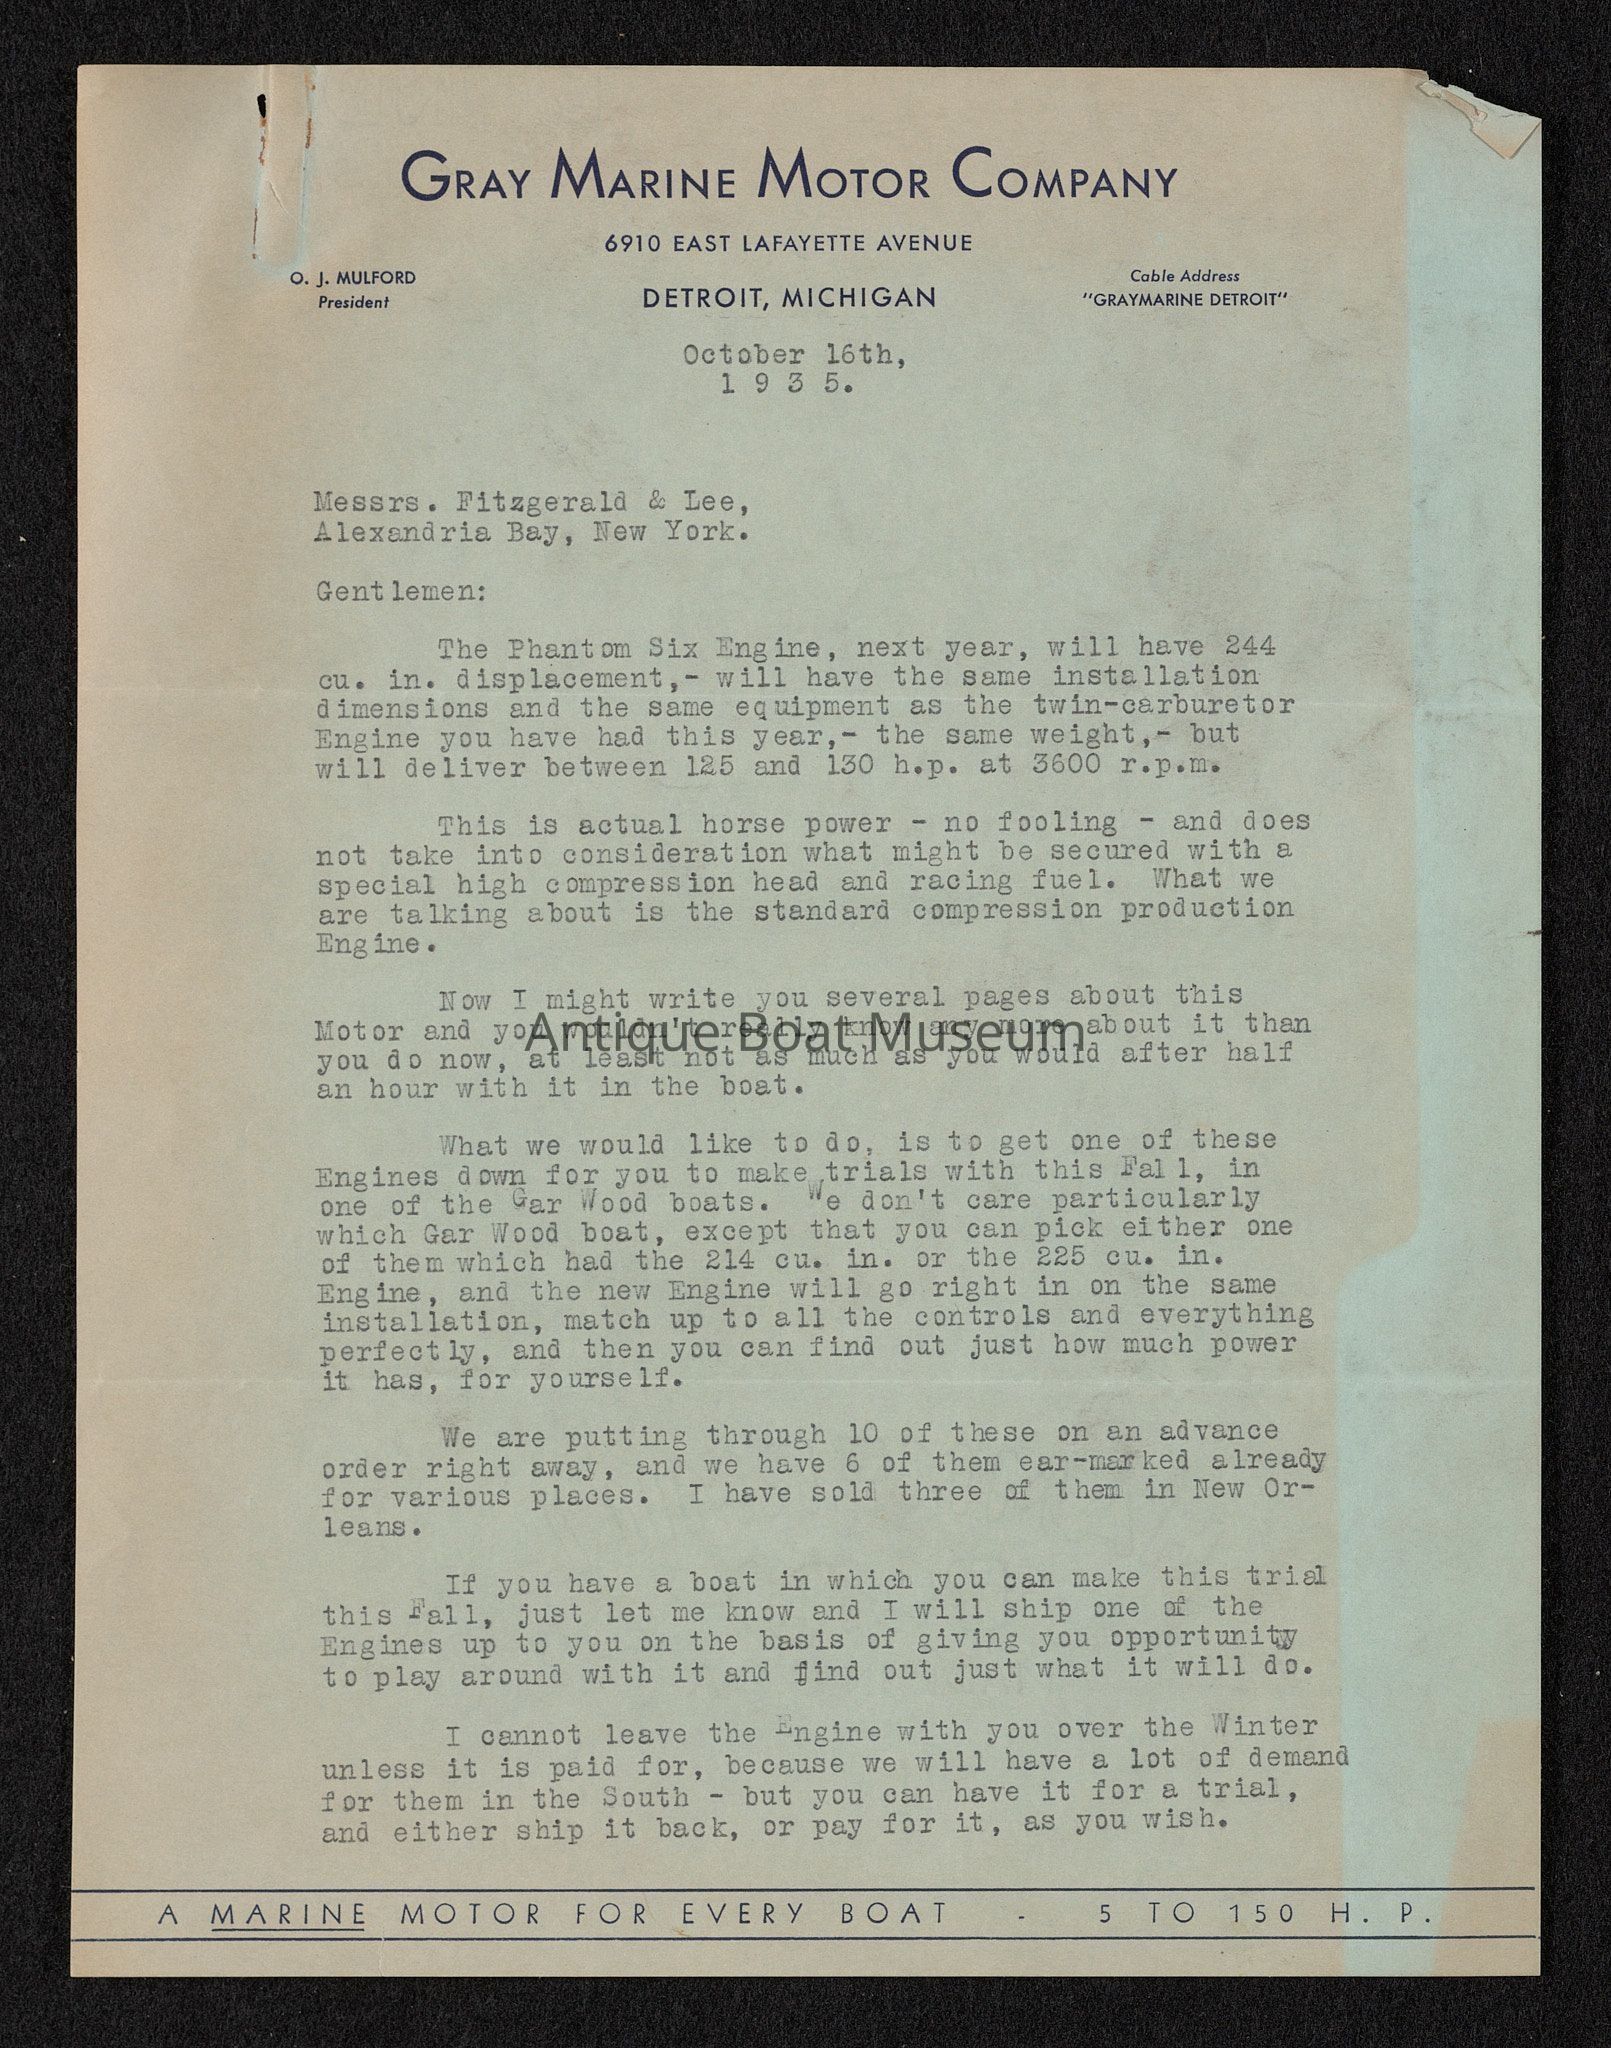 GRAY MARINE MOTOR COMPANY
6910 EAST LAFAYETTE AVENUE
O. J. MULFORD
President
DETROIT, MICHIGAN
Cable Address
"GRAYMARINE DETROIT"
October 16th,
1 9 3 5.
Messrs. Fitzgerald & Lee,
Alexandria Bay, New York.
Gentlemen:
The Phantom Six Engine, next year, will have 244
cu. in. displacement,- will have the same installation
dimensions and the same equipment as the twin-carburetor
Engine you have had this year,- the same weight,- but
will deliver between 125 and 130 h.p. at 3600 r.p.m.
This is actual horse power - no fooling - and does
not take into consideration what might be secured with a
special high compression head and racing fuel. What we
are talking about is the standard compression production
Engine.
Now I might write you several pages about this
Motor and you wouldn't really know any more about it than
you do now, at least not as much as you would after half
an hour with it in the boat.
Antique Boat Museum
What we would like to do, is to get one of these
Engines down for you to make trials with this Fall, in
one of the Gar Wood boats. We don't care particularly
which Gar Wood boat, except that you can pick either one
of them which had the 214 cu. in. or the 225 cu. in.
Engine, and the new Engine will go right in on the same
installation, match up to all the controls and everything
perfectly, and then you can find out just how much power
it has, for yourself.
We are putting through 10 of these on an advance
order right away, and we have 6 of them ear-marked already
for various places. I have sold three of them in New Or-
leans.
If you have a boat in which you can make this trial
this Fall, just let me know and I will ship one of the
Engines up to you on the basis of giving you opportunity
to play around with it and find out just what it will do.
I cannot leave the Engine with you over the Winter
unless it is paid for, because we will have a lot of demand
for them in the South - but you can have it for a trial,
and either ship it back, or pay for it, as you wish.
A MARINE MOTOR FOR EVERY BOAT - 5 TO 150 H. P.